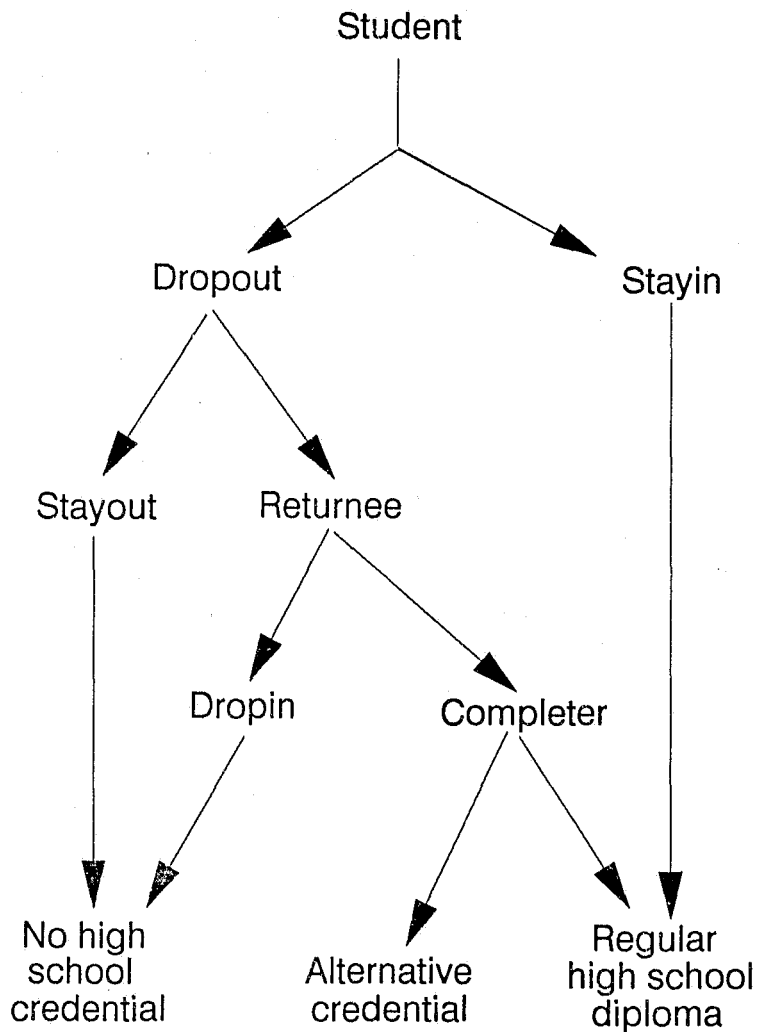 Student
Dropout
Stayin
Stayout
Returnee
Dropin
Completer
No high
school
credential
Alternative
credential
Regular
high school
diploma